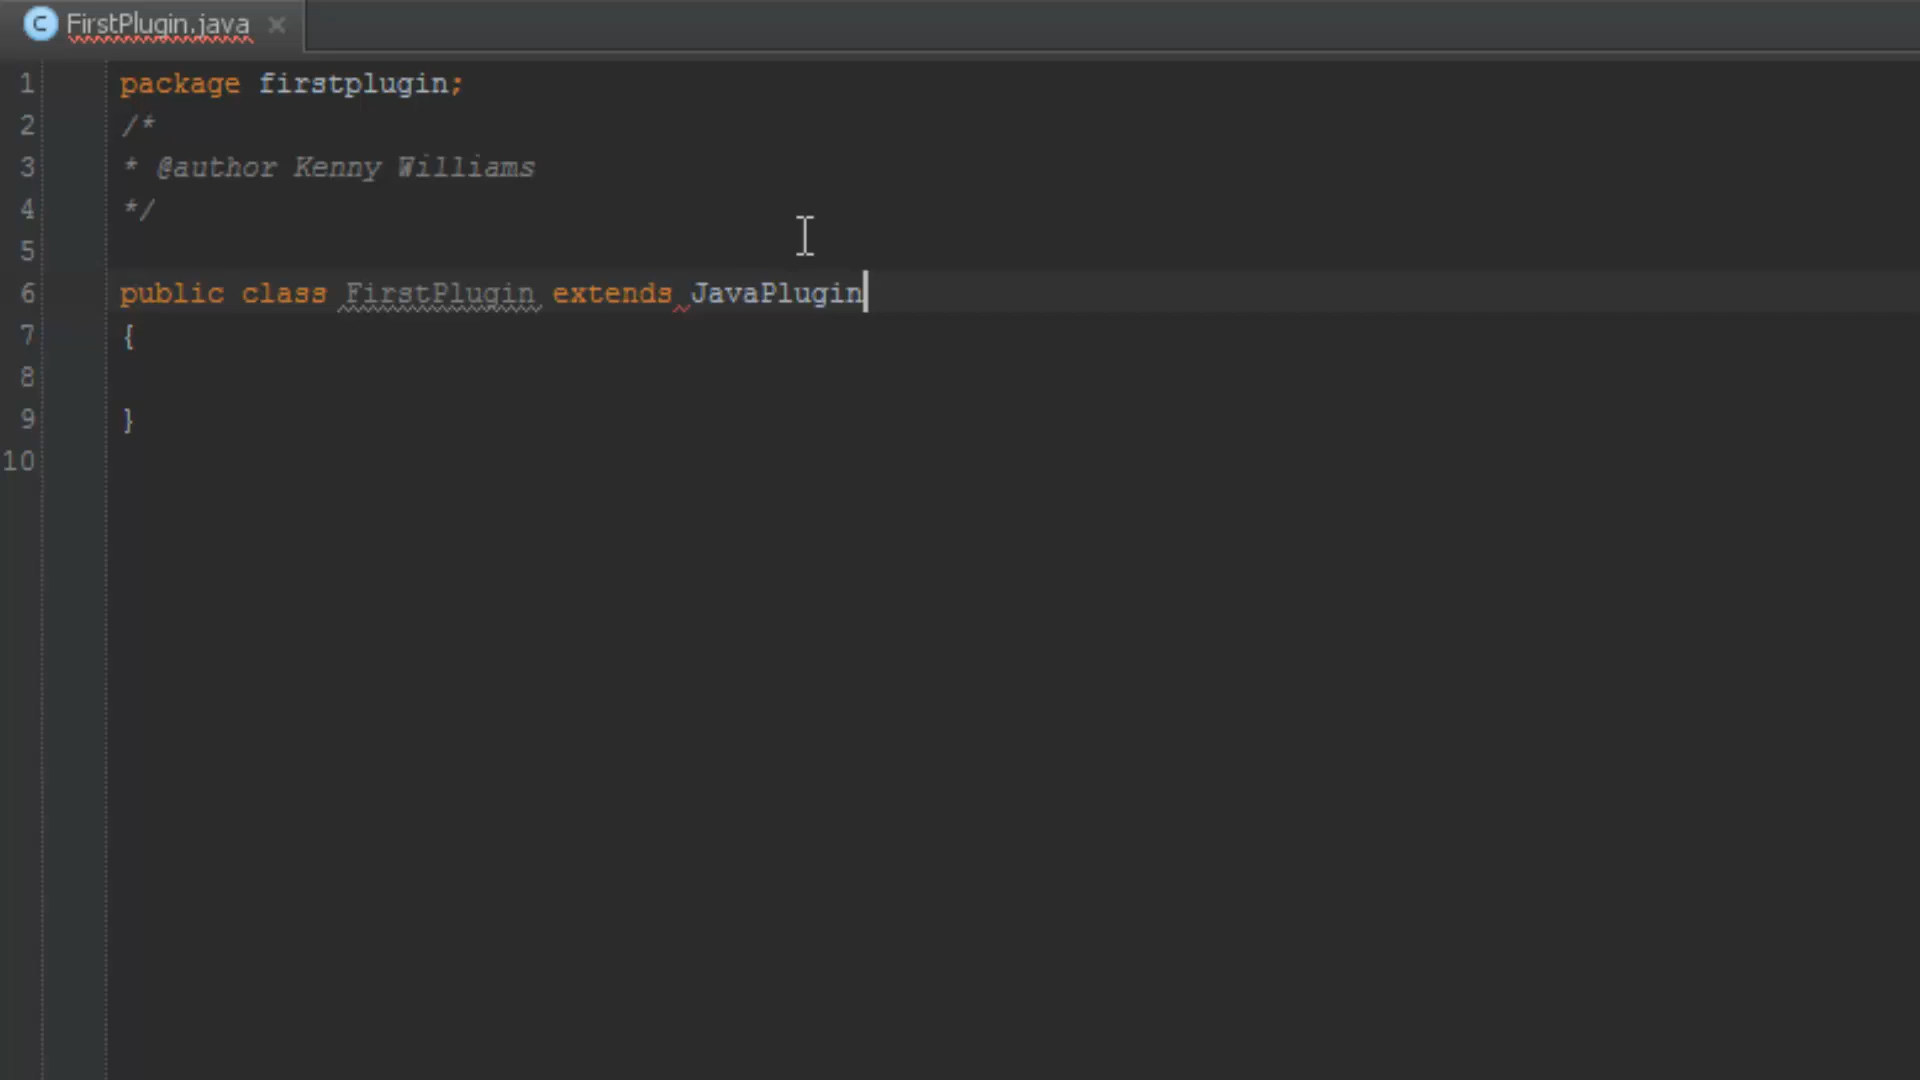 FirstPlugin.java
1 package firstplugin;
2 /*
3 * @author Kenny Williams
4 */
5
6 public class FirstPlugin extends JavaPlugin
7 {
8
9 }
10